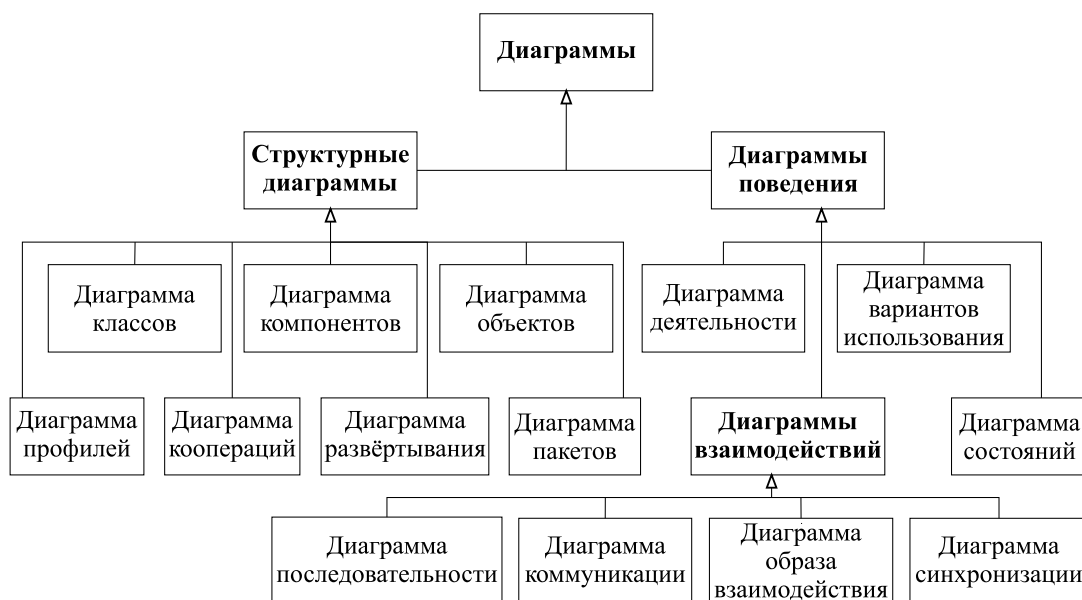 Диаграммы
Структурные
диаграммы
Диаграммы
поведения
Диаграмма
классов
Диаграмма
компонентов
Диаграмма
объектов
Диаграмма
деятельности
Диаграмма
вариантов
использования
Диаграмма
профилей
Диаграмма
коопераций
Диаграмма
развёртывания
Диаграмма
пакетов
Диаграммы
взаимодействий
Диаграмма
состояний
Диаграмма
последовательности
Диаграмма
коммуникации
Диаграмма
образа
взаимодействия
Диаграмма
синхронизации